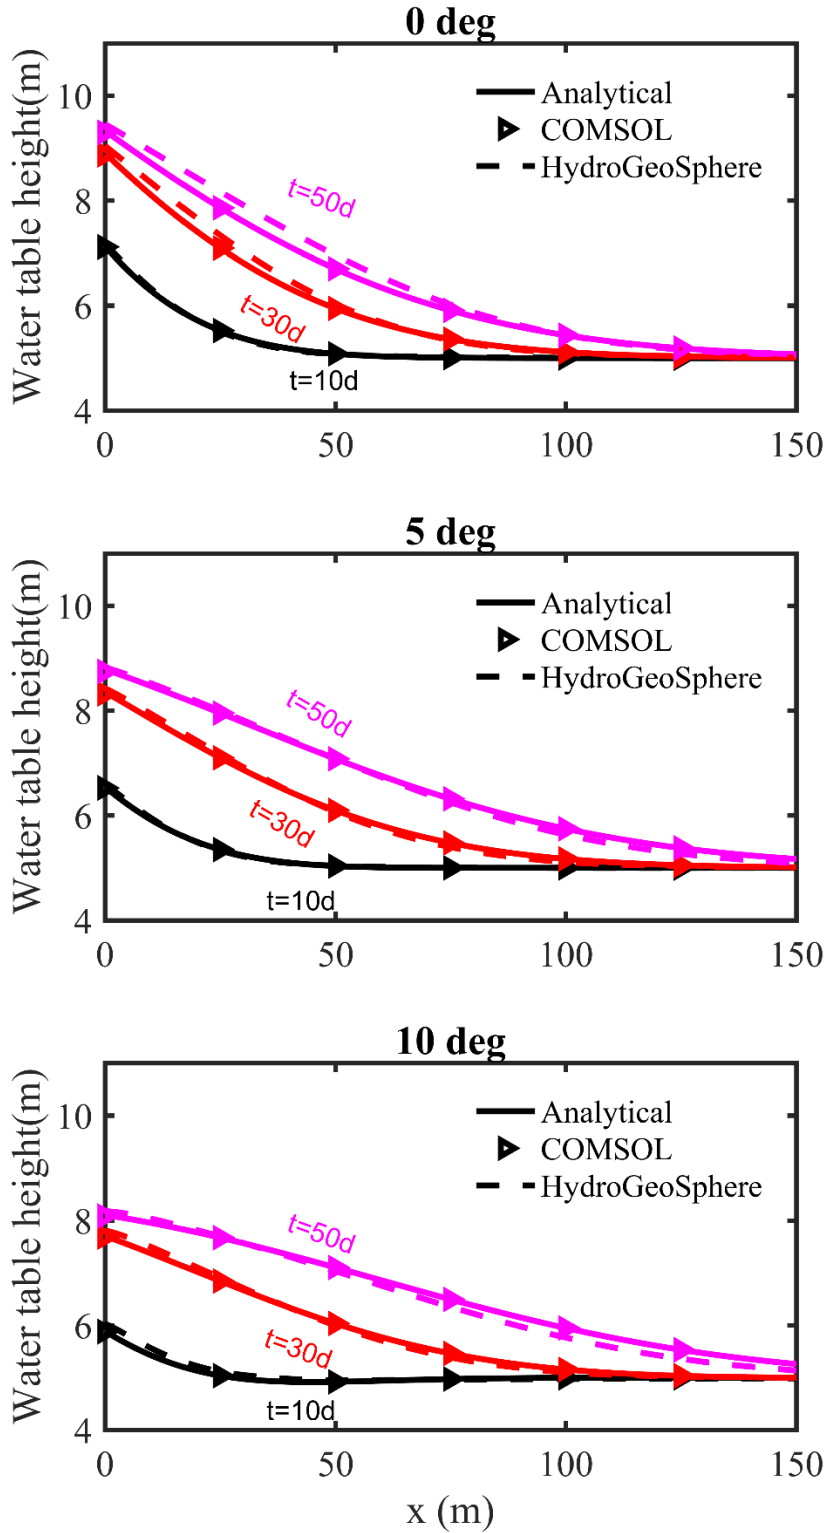 0 deg
Water table height(m)
10
8
6
4
Analytical
COMSOL
HydroGeoSphere
t=50d
t=30d
t=10d
0 50 100 150
5 deg
Water table height(m)
10
8
6
4
Analytical
COMSOL
HydroGeoSphere
t=50d
t=30d
t=10d
0 50 100 150
10 deg
Water table height(m)
10
8
6
4
Analytical
COMSOL
HydroGeoSphere
t=50d
t=30d
t=10d
0 50 100 150
x (m)